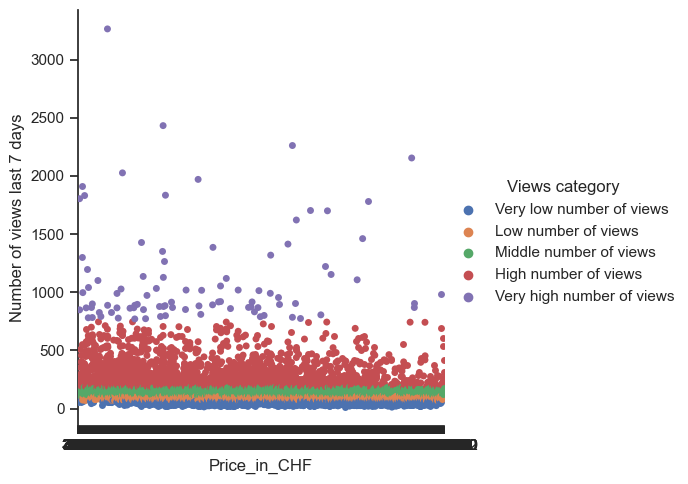 Number of views last 7 days
3000
2500
2000
1500
1000
500
0
Price_in_CHF
Views category
Very low number of views
Low number of views
Middle number of views
High number of views
Very high number of views